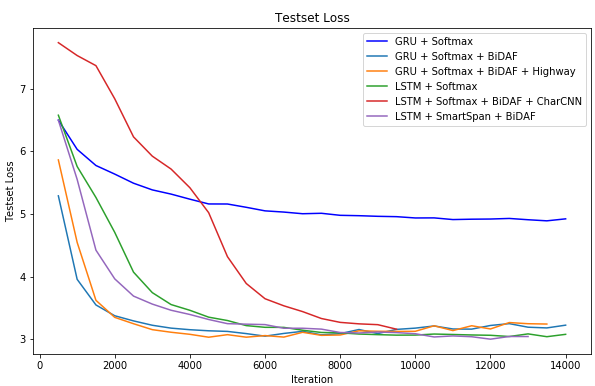 Testset Loss
GRU + Softmax
GRU + Softmax + BiDAF
GRU + Softmax + BiDAF + Highway
LSTM + Softmax
LSTM + Softmax + BiDAF + CharCNN
LSTM + SmartSpan + BiDAF
Testset Loss
7
6
5
4
3
0 2000 4000 6000 8000 10000 12000 14000
Iteration